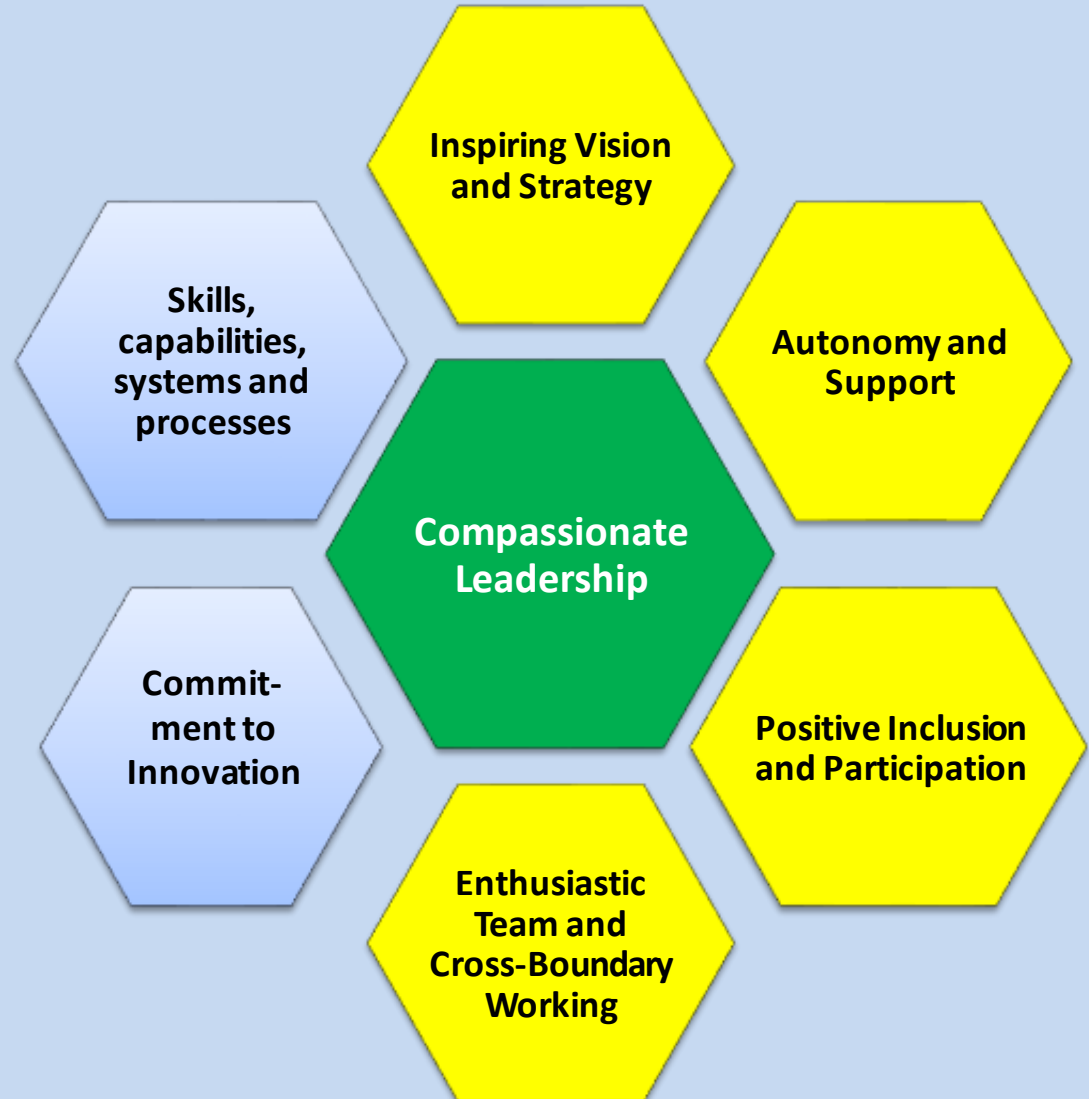 Inspiring Vision
and Strategy
Skills,
capabilities,
systems and
processes
Autonomy and
Support
Compassionate
Leadership
Commit-
ment to
Innovation
Positive Inclusion
and Participation
Enthusiastic
Team and
Cross-Boundary
Working